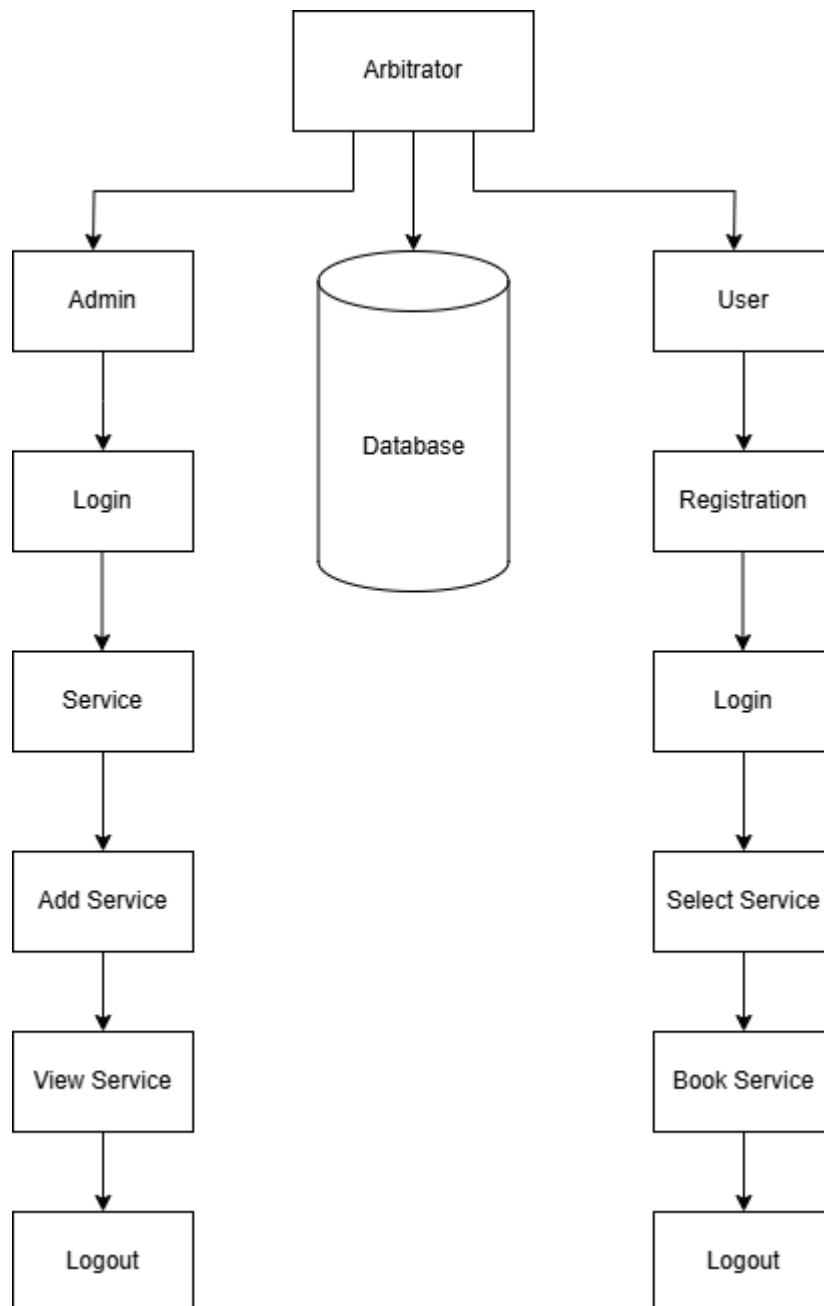 Arbitrator
Admin
Database
User
Login
Registration
Service
Login
Add Service
Select Service
View Service
Book Service
Logout
Logout